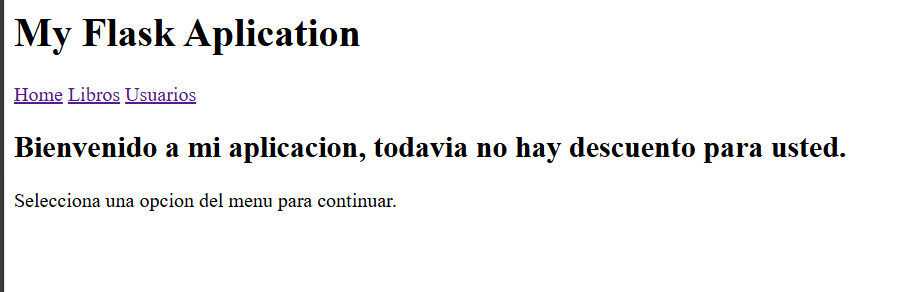 My Flask Aplication
Home Libros Usuarios
Bienvenido a mi aplicacion, todavia no hay descuento para usted.
Selecciona una opcion del menu para continuar.